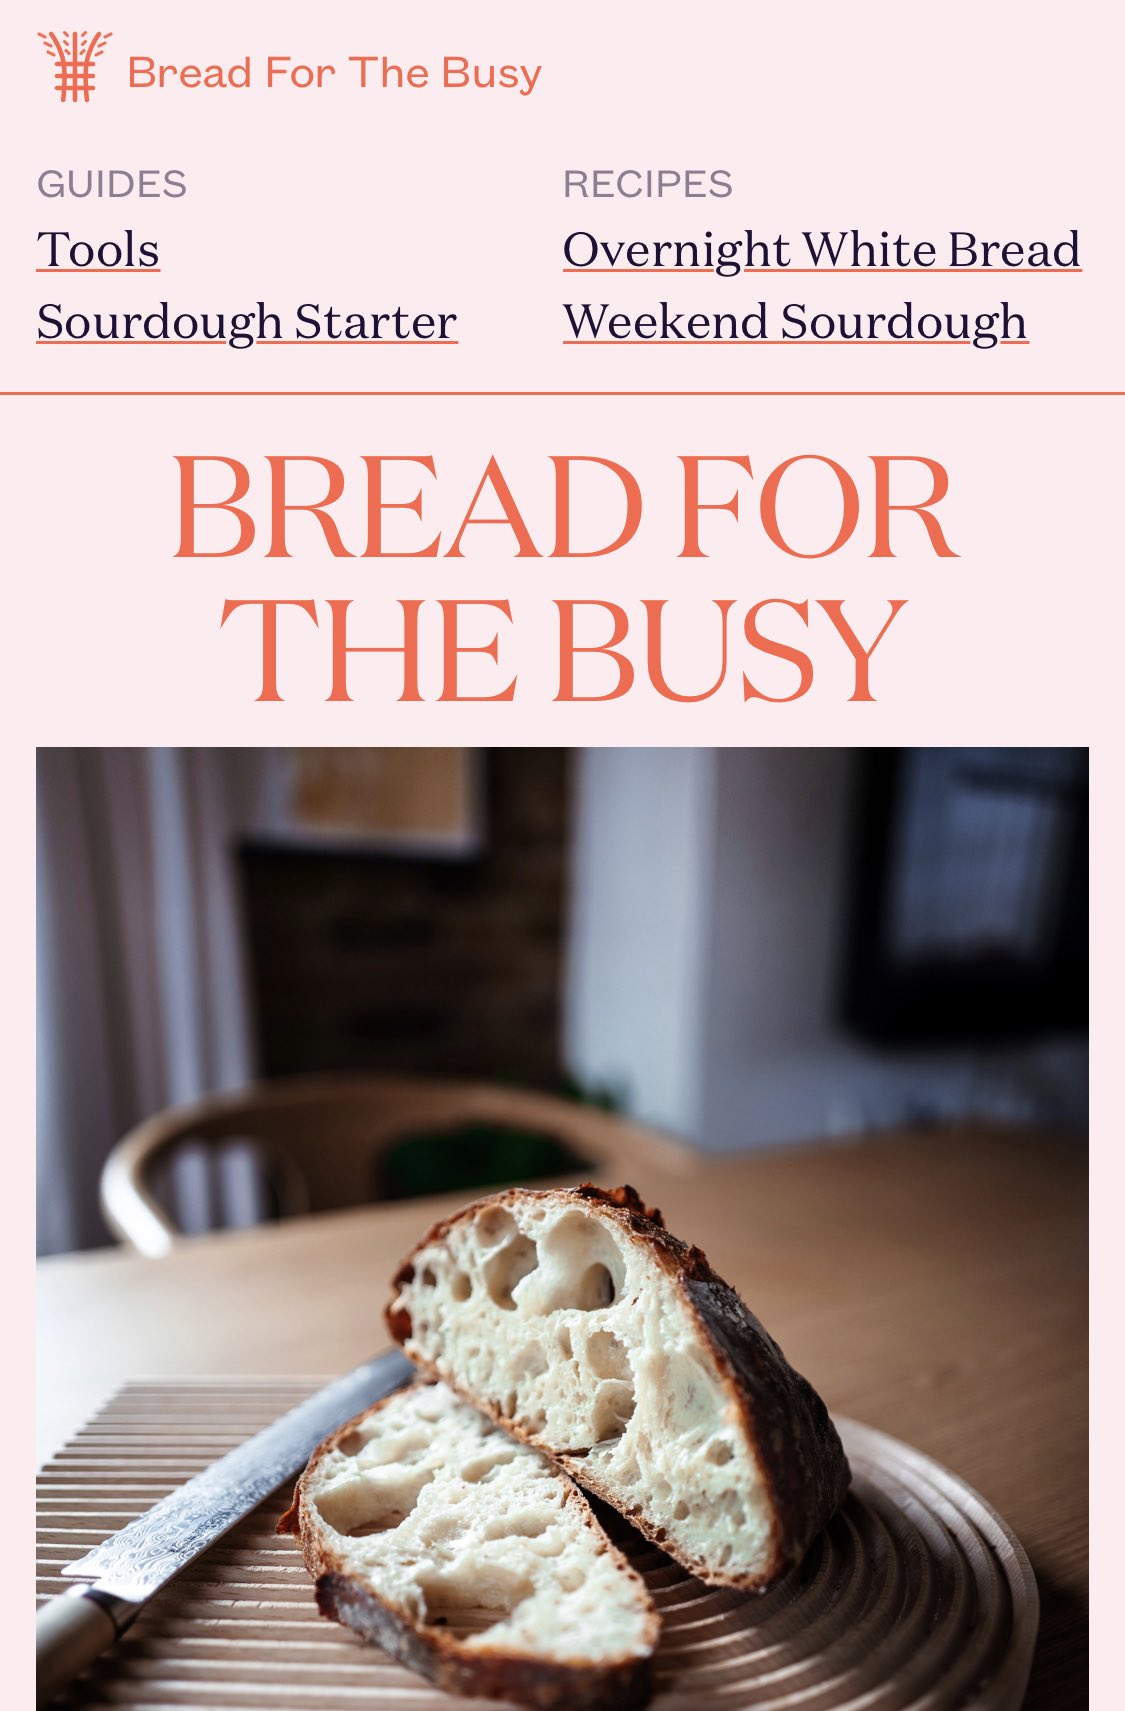 Bread For The Busy
GUIDES
Tools
Sourdough Starter
RECIPES
Overnight White Bread
Weekend Sourdough
BREAD FOR
THE BUSY